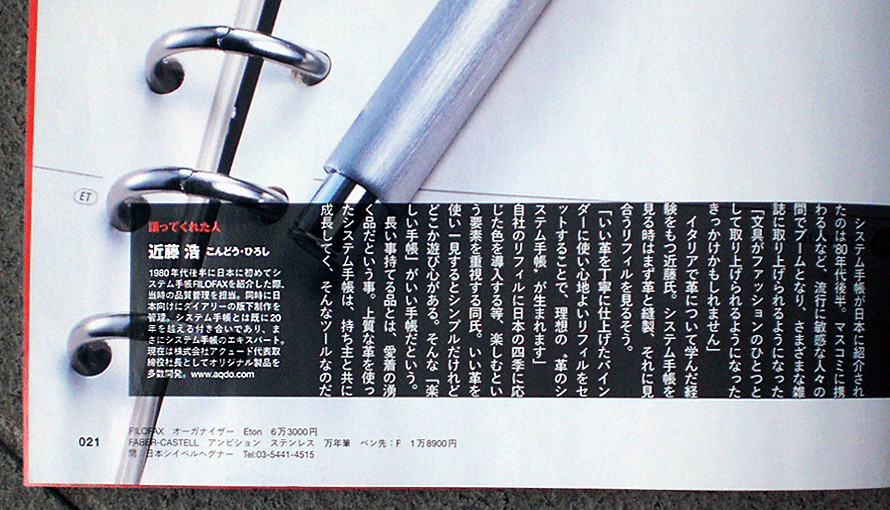 システム手帳が日本に紹介され
たのは80年代後半。マスコミに携
わる人など、流行に敏感な人々の
間でブームとなり、さまざまな雑
誌に取り上げられるようになった
「文具がファッションのひとつと
して取り上げられるようになった
きっかけかもしれません」
イタリアで革について学んだ経
験をもつ近藤氏。システム手帳を
見る時はまず革と縫製、それに見
合うリフィルを見るそう。
「いい革を丁寧に仕上げたバイン
ダーに使い心地よいリフィルをセ
ットすることで、理想の〝革のシ
ステム手帳〟が生まれます」
自社のリフィルに日本の四季に応
じた色を導入する等、楽しむとい
う要素を重視する同氏。いい革を
使い一見するとシンプルだけれど
どこか遊び心がある。そんな「楽
しい手帳」がいい手帳だという。
長い事持てる品とは、愛着の湧
く品だという事。上質な革を使っ
たシステム手帳は、持ち主と共に
成長してゆく、そんなツールなのだ
ET
語ってくれた人
近藤 浩 こんどう・ひろし
1980年代後半に日本に初めてシ
ステム手帳FILOFAXを紹介した際、
当時の品質管理を担当。同時に日
本向けにダイアリーの版下制作を
管理。システム手帳とは既に20
年を越える付き合いであり、ま
さにシステム手帳のエキスパート。
現在は株式会社アクュード代表取
締役社長としてオリジナル製品を
多数開発。www.aqdo.com
021
FILOFAX オーガナイザー Eton 6万3000円
FABER-CASTELL アンビション ステンレス 万年筆 ペン先:F 1万8900円
問:日本シイベルヘグナー Tel:03-5441-4515